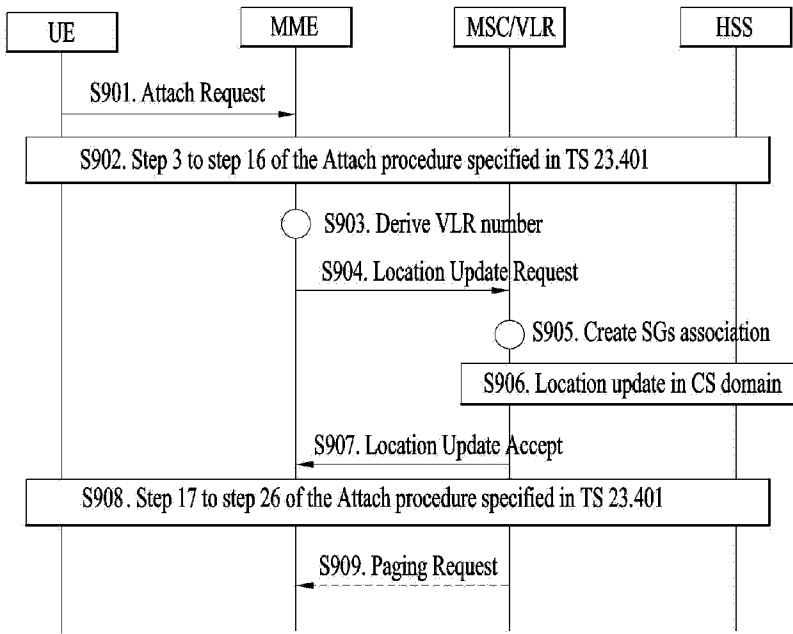 UE
MME
MSC/VLR
HSS
S901. Attach Request
S902. Step 3 to step 16 of the Attach procedure specified in TS 23.401
S903. Derive VLR number
S904. Location Update Request
S905. Create SGs association
S906. Location update in CS domain
S907. Location Update Accept
S908. Step 17 to step 26 of the Attach procedure specified in TS 23.401
S909. Paging Request